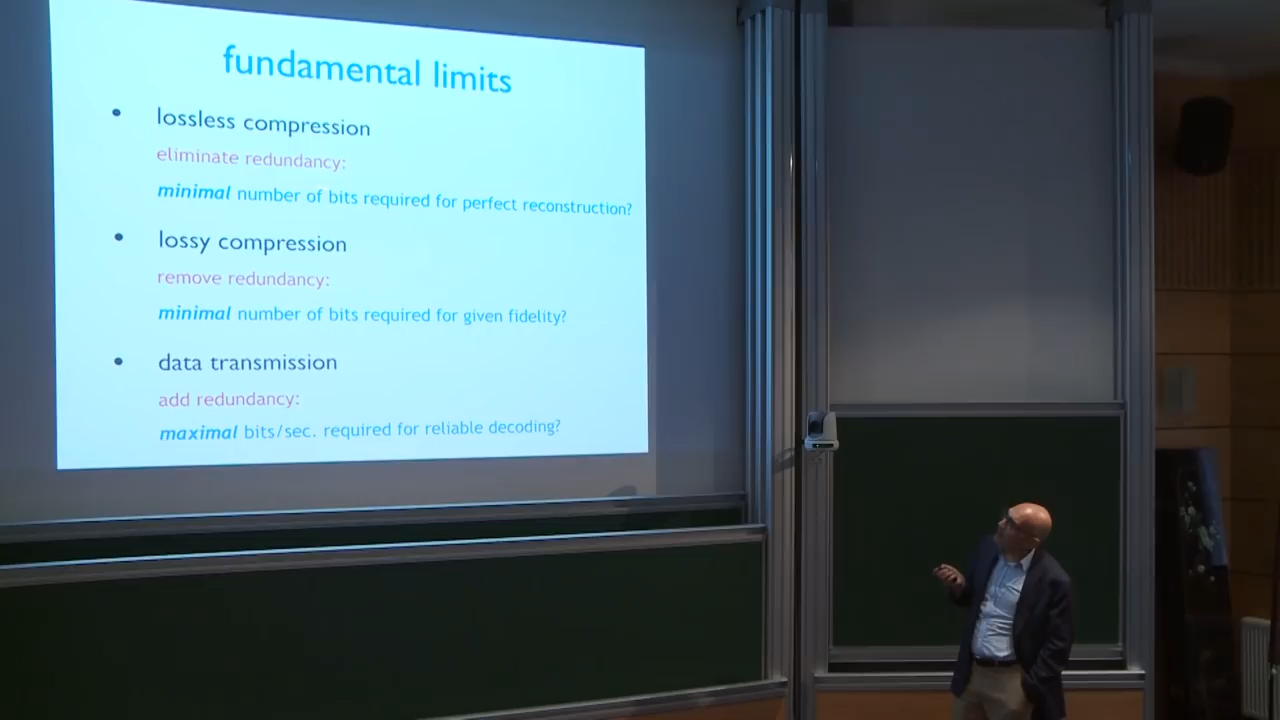 fundamental limits
• lossless compression
eliminate redundancy:
minimal number of bits required for perfect reconstruction?
• lossy compression
remove redundancy:
minimal number of bits required for given fidelity?
• data transmission
add redundancy:
maximal bits/sec. required for reliable decoding?